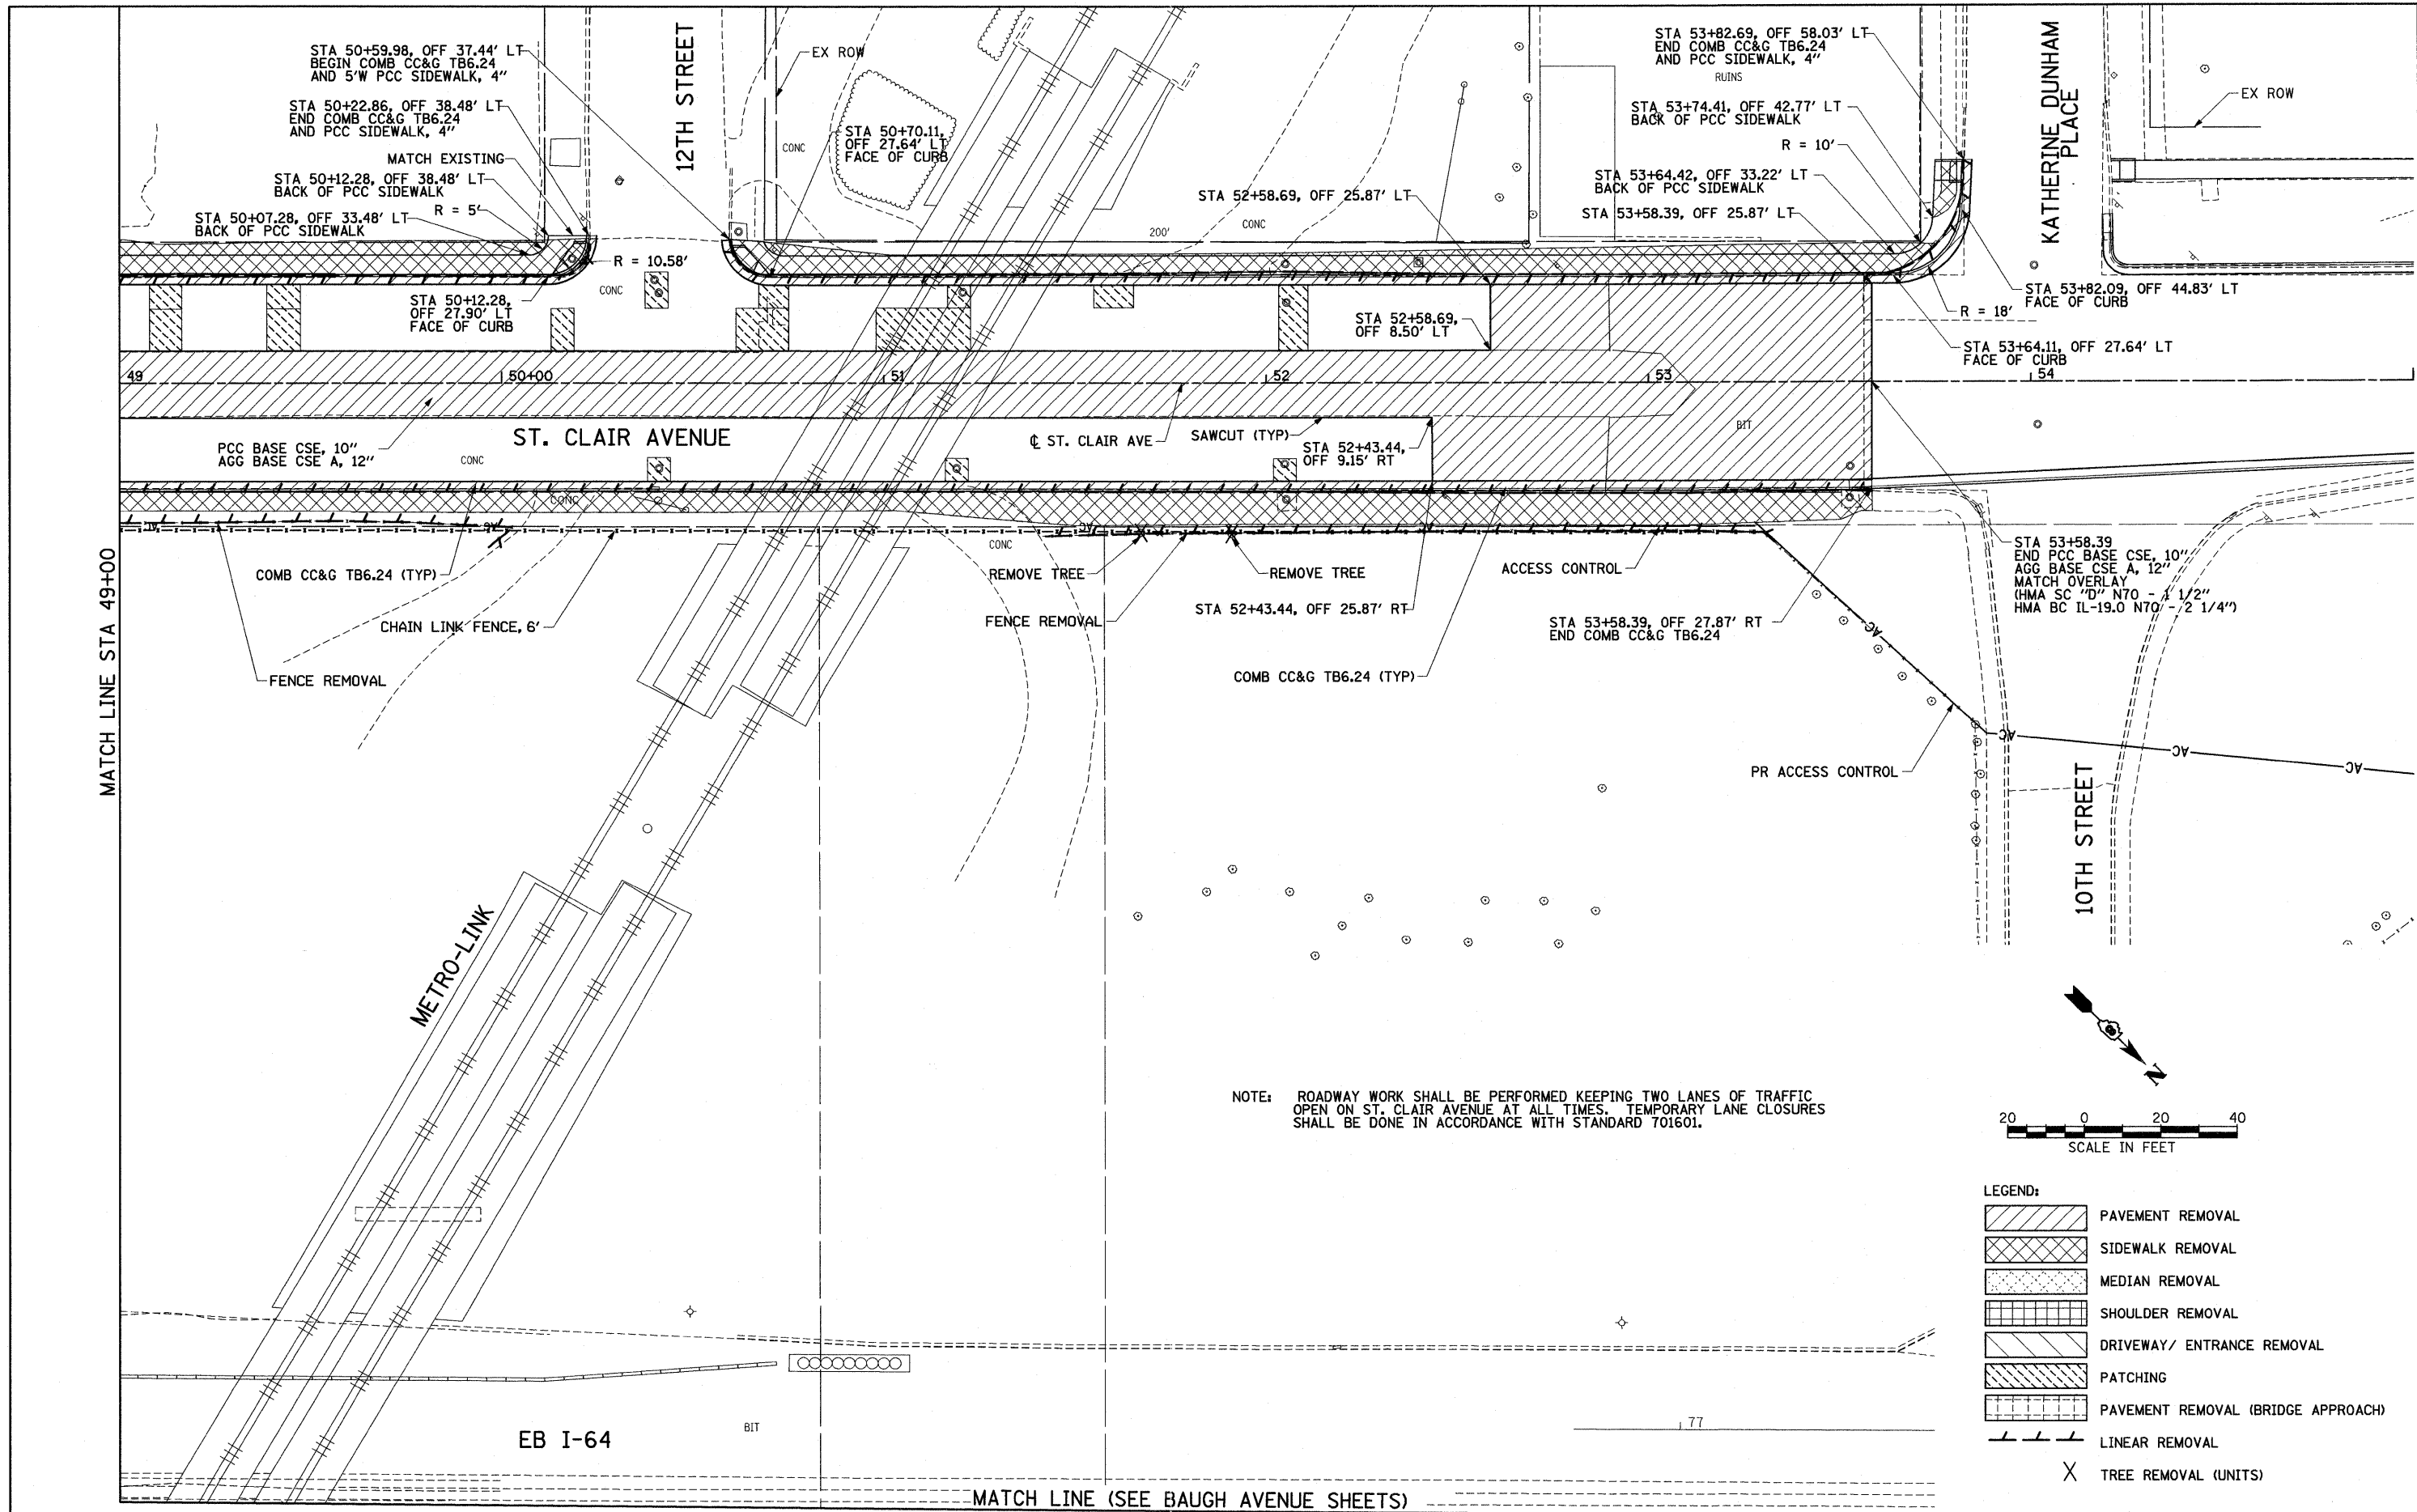 STA 50+59.98, OFF 37.44' LT
BEGIN COMB CC&G TB6.24
AND 5'W PCC SIDEWALK, 4"
STA 50+22.86, OFF 38.48' LT
END COMB CC&G TB6.24
AND PCC SIDEWALK, 4"
MATCH EXISTING
STA 50+12.28, OFF 38.48' LT
BACK OF PCC SIDEWALK
R = 5'
STA 50+07.28, OFF 33.48' LT
BACK OF PCC SIDEWALK
12TH STREET
EX ROW
CONC
STA 50+70.11,
OFF 27.64' LT
FACE OF CURB
R = 10.58'
CONC
STA 50+12.28,
OFF 27.90' LT
FACE OF CURB
STA 52+58.69, OFF 25.87' LT
200'
CONC
STA 52+58.69,
OFF 8.50' LT
STA 53+82.69, OFF 58.03' LT
END COMB CC&G TB6.24
AND PCC SIDEWALK, 4"
RUINS
STA 53+74.41, OFF 42.77' LT
BACK OF PCC SIDEWALK
R = 10'
STA 53+64.42, OFF 33.22' LT
BACK OF PCC SIDEWALK
STA 53+58.39, OFF 25.87' LT
KATHERINE DUNHAM
PLACE
EX ROW
STA 53+82.09, OFF 44.83' LT
FACE OF CURB
R = 18'
STA 53+64.11, OFF 27.64' LT
FACE OF CURB
49
50+00
51
52
53
54
PCC BASE CSE, 10"
AGG BASE CSE A, 12"
CONC
ST. CLAIR AVENUE
℄ ST. CLAIR AVE
SAWCUT (TYP)
STA 52+43.44,
OFF 9.15' RT
BIT
CONC
AC
AC
AC
CONC
COMB CC&G TB6.24 (TYP)
CHAIN LINK FENCE, 6'
FENCE REMOVAL
REMOVE TREE
REMOVE TREE
FENCE REMOVAL
STA 52+43.44, OFF 25.87' RT
COMB CC&G TB6.24 (TYP)
ACCESS CONTROL
STA 53+58.39, OFF 27.87' RT
END COMB CC&G TB6.24
STA 53+58.39
END PCC BASE CSE, 10"
AGG BASE CSE A, 12"
MATCH OVERLAY
(HMA SC "D" N70 - 1 1/2"
HMA BC IL-19.0 N70 - 2 1/4")
AC
AC
AC
AC
PR ACCESS CONTROL
10TH STREET
MATCH LINE STA 49+00
METRO-LINK
NOTE: ROADWAY WORK SHALL BE PERFORMED KEEPING TWO LANES OF TRAFFIC
OPEN ON ST. CLAIR AVENUE AT ALL TIMES. TEMPORARY LANE CLOSURES
SHALL BE DONE IN ACCORDANCE WITH STANDARD 701601.
N
20 0 20 40
SCALE IN FEET
LEGEND:
PAVEMENT REMOVAL
SIDEWALK REMOVAL
MEDIAN REMOVAL
SHOULDER REMOVAL
DRIVEWAY/ ENTRANCE REMOVAL
PATCHING
PAVEMENT REMOVAL (BRIDGE APPROACH)
LINEAR REMOVAL
TREE REMOVAL (UNITS)
EB I-64
BIT
77
MATCH LINE (SEE BAUGH AVENUE SHEETS)